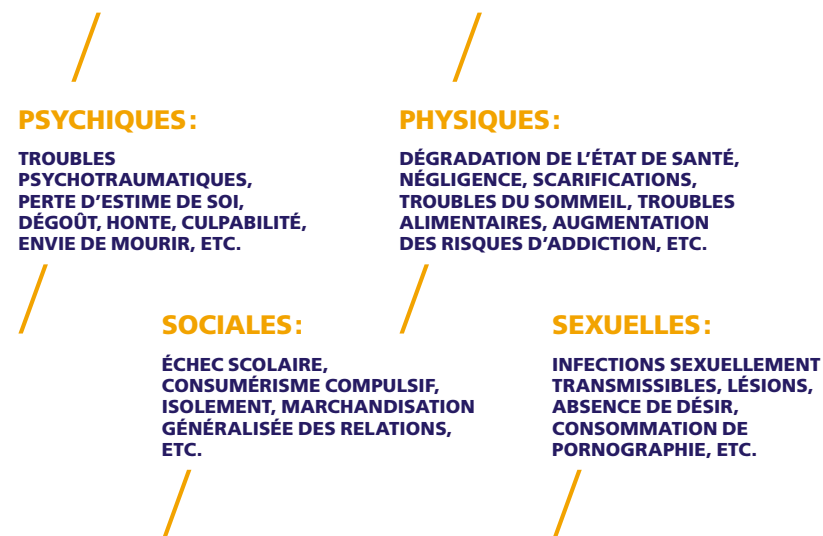 PSYCHIQUES :
TROUBLES
PSYCHOTRAUMATIQUES,
PERTE D’ESTIME DE SOI,
DÉGOÛT, HONTE, CULPABILITÉ,
ENVIE DE MOURIR, ETC.
PHYSIQUES :
DÉGRADATION DE L’ÉTAT DE SANTÉ,
NÉGLIGENCE, SCARIFICATIONS,
TROUBLES DU SOMMEIL, TROUBLES
ALIMENTAIRES, AUGMENTATION
DES RISQUES D’ADDICTION, ETC.
SOCIALES :
ÉCHEC SCOLAIRE,
CONSUMÉRISME COMPULSIF,
ISOLEMENT, MARCHANDISATION
GÉNÉRALISÉE DES RELATIONS,
ETC.
SEXUELLES :
INFECTIONS SEXUELLEMENT
TRANSMISSIBLES, LÉSIONS,
ABSENCE DE DÉSIR,
CONSOMMATION DE
PORNOGRAPHIE, ETC.